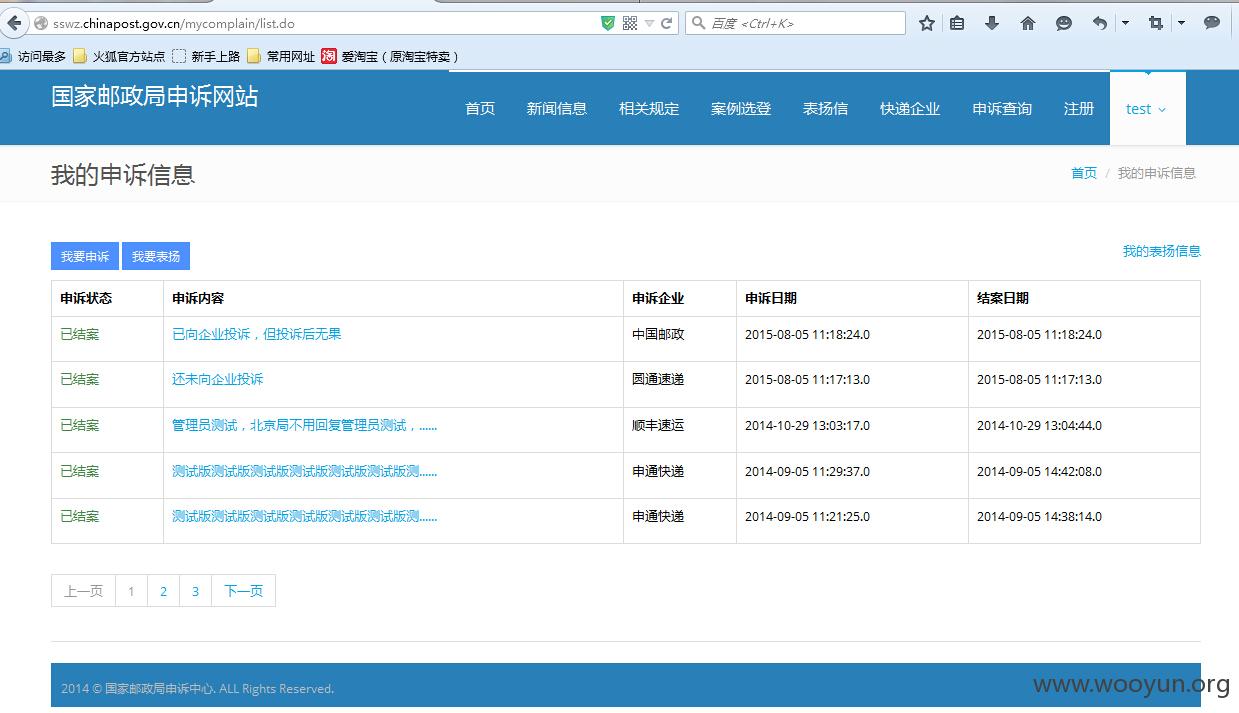 sswz.chinapost.gov.cn/mycomplain/list.do
百度 <Ctrl+K>
访问最多 火狐官方站点 新手上路 常用网址 淘 爱淘宝（原淘宝特卖）
国家邮政局申诉网站
首页 新闻信息 相关规定 案例选登 表扬信 快递企业 申诉查询 注册 test
我的申诉信息
首页 / 我的申诉信息
我要申诉 我要表扬
我的表扬信息
申诉状态 申诉内容 申诉企业 申诉日期 结案日期
已结案 已向企业投诉，但投诉后无果 中国邮政 2015-08-05 11:18:24.0 2015-08-05 11:18:24.0
已结案 还未向企业投诉 圆通速递 2015-08-05 11:17:13.0 2015-08-05 11:17:13.0
已结案 管理员测试，北京局不用回复管理员测试，...... 顺丰速运 2014-10-29 13:03:17.0 2014-10-29 13:04:44.0
已结案 测试版测试版测试版测试版测试版测试版测...... 申通快递 2014-09-05 11:29:37.0 2014-09-05 14:42:08.0
已结案 测试版测试版测试版测试版测试版测试版测...... 申通快递 2014-09-05 11:21:25.0 2014-09-05 14:38:14.0
上一页 1 2 3 下一页
2014 © 国家邮政局申诉中心. ALL Rights Reserved.
www.wooyun.org